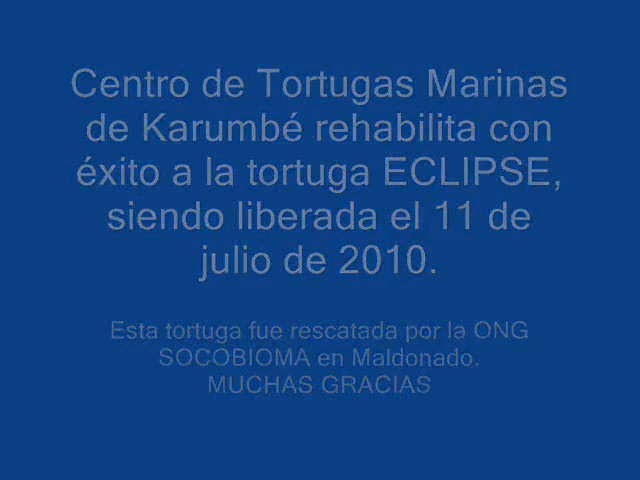 Centro de Tortugas Marinas
de Karumbé rehabilita con
éxito a la tortuga ECLIPSE,
siendo liberada el 11 de
julio de 2010.
Esta tortuga fue rescatada por la ONG
SOCOBIOMA en Maldonado.
MUCHAS GRACIAS